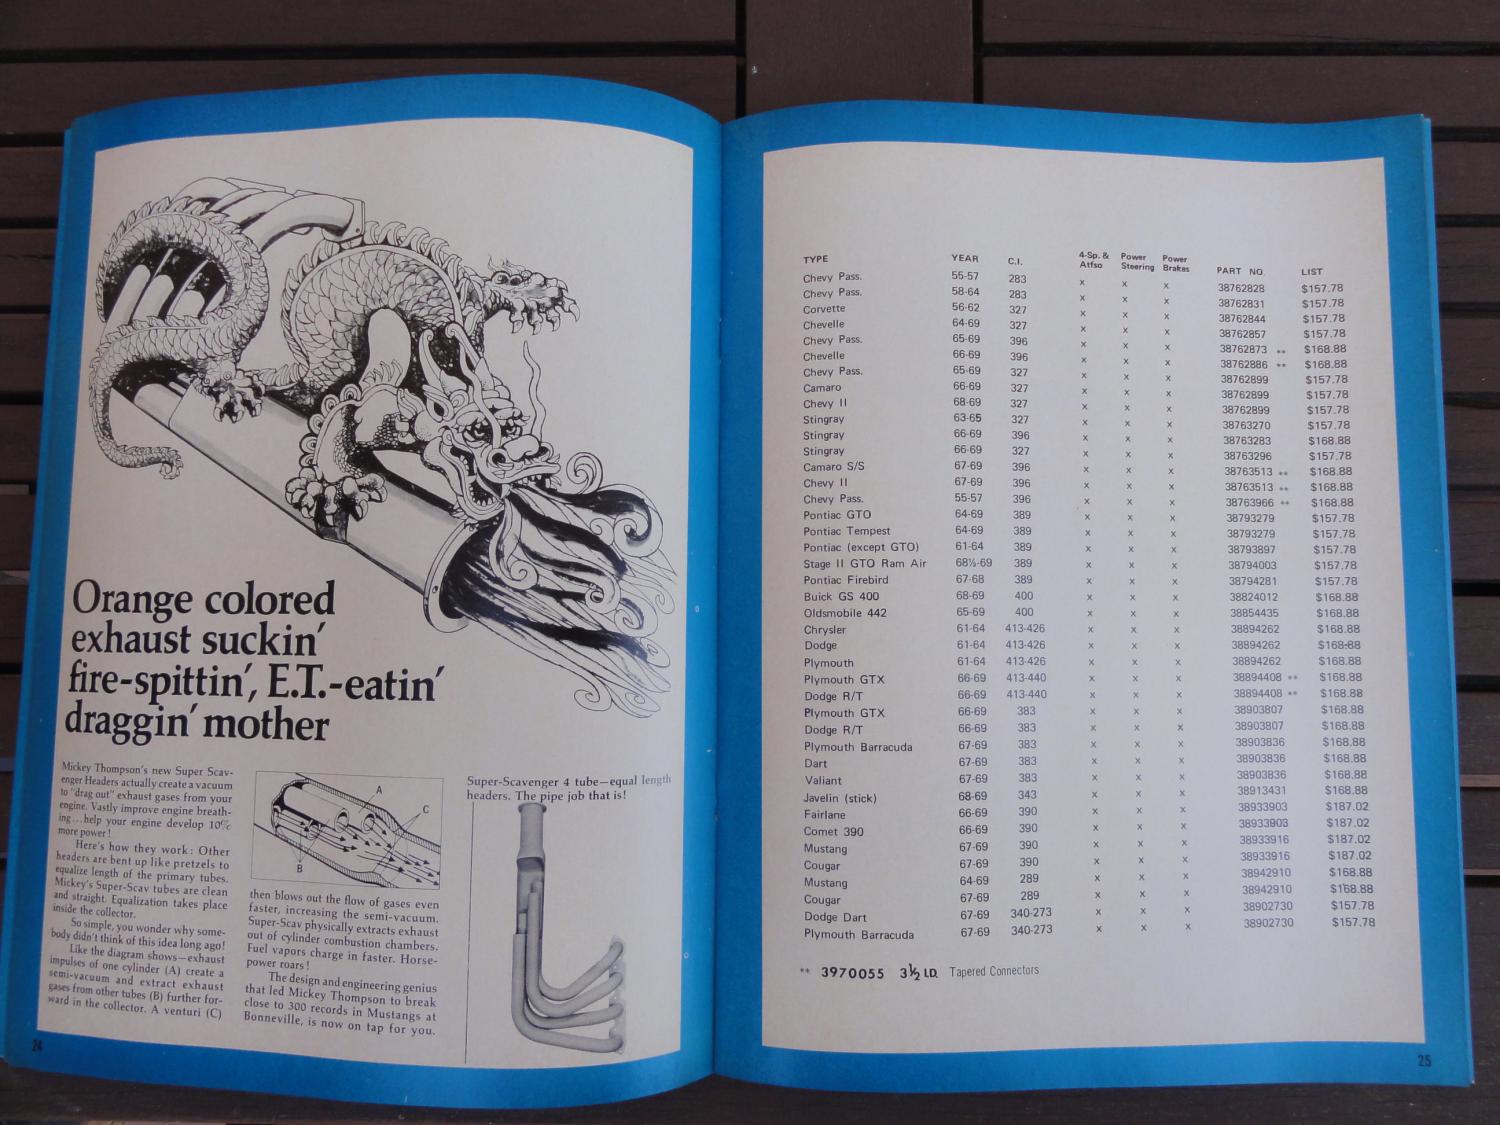 Orange colored
exhaust suckin'
fire-spittin', E.T.-eatin'
draggin' mother
Mickey Thompson's new Super Scav-
enger Headers actually create a vacuum
to "drag out" exhaust gases from your
engine. Vastly improve engine breath-
ing...help your engine develop 10%
more power!
Here's how they work: Other
headers are bent up like pretzels to
equalize length of the primary tubes.
Mickey's Super-Scav tubes are clean
and straight. Equalization takes place
inside the collector.
So simple, you wonder why some-
body didn't think of this idea long ago!
Like the diagram shows—exhaust
impulses of one cylinder (A) create a
semi-vacuum and extract exhaust
gases from other tubes (B) further for-
ward in the collector. A venturi (C)
A
C
B
then blows out the flow of gases even
faster, increasing the semi-vacuum.
Super-Scav physically extracts exhaust
out of cylinder combustion chambers.
Fuel vapors charge in faster. Horse-
power roars!
The design and engineering genius
that led Mickey Thompson to break
close to 300 records in Mustangs at
Bonneville, is now on tap for you.
Super-Scavenger 4 tube—equal length
headers. The pipe job that is!
24
TYPE YEAR C.I. 4-Sp. & Atfso Power Steering Power Brakes PART NO. LIST
Chevy Pass. 55-57 283 x x x 38762828 $157.78
Chevy Pass. 58-64 283 x x x 38762831 $157.78
Corvette 56-62 327 x x x 38762844 $157.78
Chevelle 64-69 327 x x x 38762857 $157.78
Chevy Pass. 65-69 396 x x x 38762873 ** $168.88
Chevelle 66-69 396 x x x 38762886 ** $168.88
Chevy Pass. 65-69 327 x x x 38762899 $157.78
Camaro 66-69 327 x x x 38762899 $157.78
Chevy II 68-69 327 x x x 38762899 $157.78
Stingray 63-65 327 x x x 38763270 $157.78
Stingray 66-69 396 x x x 38763283 $168.88
Stingray 66-69 327 x x x 38763296 $157.78
Camaro S/S 67-69 396 x x x 38763513 ** $168.88
Chevy II 67-69 396 x x x 38763513 ** $168.88
Chevy Pass. 55-57 396 x x x 38763966 ** $168.88
Pontiac GTO 64-69 389 x x x 38793279 $157.78
Pontiac Tempest 64-69 389 x x x 38793279 $157.78
Pontiac (except GTO) 61-64 389 x x x 38793897 $157.78
Stage II GTO Ram Air 68½-69 389 x x x 38794003 $157.78
Pontiac Firebird 67-68 389 x x x 38794281 $157.78
Buick GS 400 68-69 400 x x x 38824012 $168.88
Oldsmobile 442 65-69 400 x x x 38854435 $168.88
Chrysler 61-64 413-426 x x x 38894262 $168.88
Dodge 61-64 413-426 x x x 38894262 $168-88
Plymouth 61-64 413-426 x x x 38894262 $168.88
Plymouth GTX 66-69 413-440 x x x 38894408 ** $168.88
Dodge R/T 66-69 413-440 x x x 38894408 ** $168.88
Plymouth GTX 66-69 383 x x x 38903807 $168.88
Dodge R/T 66-69 383 x x x 38903807 $168.88
Plymouth Barracuda 67-69 383 x x x 38903836 $168.88
Dart 67-69 383 x x x 38903836 $168.88
Valiant 67-69 383 x x x 38903836 $168.88
Javelin (stick) 68-69 343 x x x 38913431 $168.88
Fairlane 66-69 390 x x x 38933903 $187.02
Comet 390 66-69 390 x x x 38933903 $187.02
Mustang 67-69 390 x x x 38933916 $187.02
Cougar 67-69 390 x x x 38933916 $187.02
Mustang 64-69 289 x x x 38942910 $168.88
Cougar 67-69 289 x x x 38942910 $168.88
Dodge Dart 67-69 340-273 x x x 38902730 $157.78
Plymouth Barracuda 67-69 340-273 x x x 38902730 $157.78
** 3970055 3½ I.D. Tapered Connectors
25